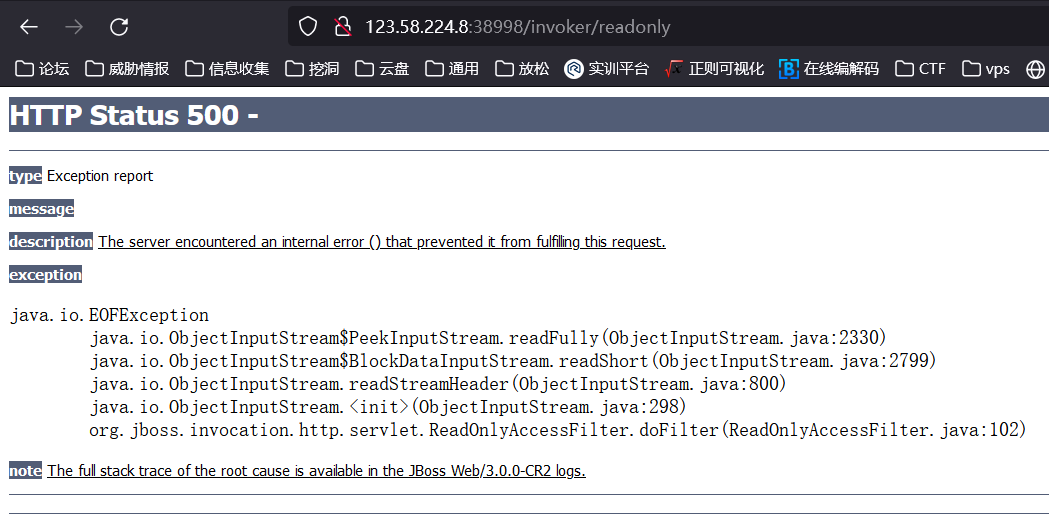 123.58.224.8:38998/invoker/readonly
论坛 威胁情报 信息收集 挖洞 云盘 通用 放松 实训平台 正则可视化 在线编解码 CTF vps
HTTP Status 500 -
type Exception report
message
description The server encountered an internal error () that prevented it from fulfilling this request.
exception
java.io.EOFException
java.io.ObjectInputStream$PeekInputStream.readFully(ObjectInputStream.java:2330)
java.io.ObjectInputStream$BlockDataInputStream.readShort(ObjectInputStream.java:2799)
java.io.ObjectInputStream.readStreamHeader(ObjectInputStream.java:800)
java.io.ObjectInputStream.<init>(ObjectInputStream.java:298)
org.jboss.invocation.http.servlet.ReadOnlyAccessFilter.doFilter(ReadOnlyAccessFilter.java:102)
note The full stack trace of the root cause is available in the JBoss Web/3.0.0-CR2 logs.